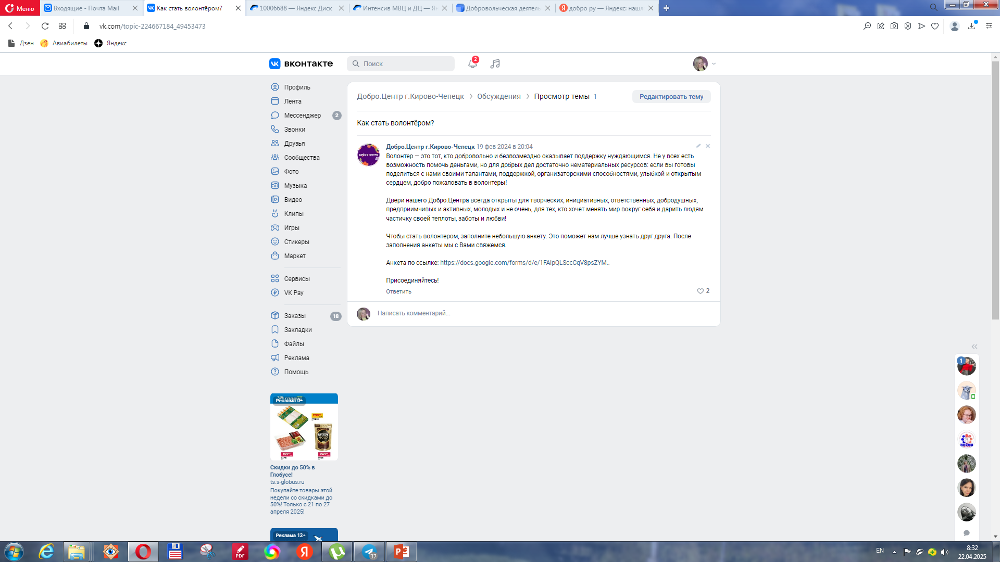 Меню
Входящие - Почта Mail
Как стать волонтёром?
10006688 — Яндекс Диск
Интенсив МВЦ и ДЦ — Ян
Добровольческая деятель
добро ру — Яндекс: нашл
vk.com/topic-224667184_49453473
Дзен
Авиабилеты
Яндекс
вконтакте
Поиск
2
Профиль
Лента
Мессенджер
2
Звонки
Друзья
Сообщества
Фото
Музыка
Видео
Клипы
Игры
Стикеры
Маркет
Сервисы
VK Pay
Заказы
18
Закладки
Файлы
Реклама
Помощь
Добро.Центр г.Кирово-Чепецк
Обсуждения
Просмотр темы 1
Редактировать тему
Как стать волонтёром?
добро центр
Добро.Центр г.Кирово-Чепецк 19 фев 2024 в 20:04
Волонтер — это тот, кто добровольно и безвозмездно оказывает поддержку нуждающимся. Не у всех есть
возможность помочь деньгами, но для добрых дел достаточно нематериальных ресурсов: если вы готовы
поделиться с нами своими талантами, поддержкой, организаторскими способностями, улыбкой и открытым
сердцем, добро пожаловать в волонтеры!
Двери нашего Добро.Центра всегда открыты для творческих, инициативных, ответственных, добродушных,
предприимчивых и активных, молодых и не очень, для тех, кто хочет менять мир вокруг себя и дарить людям
частичку своей теплоты, заботы и любви!
Чтобы стать волонтером, заполните небольшую анкету. Это поможет нам лучше узнать друг друга. После
заполнения анкеты мы с Вами свяжемся.
Анкета по ссылке: https://docs.google.com/forms/d/e/1FAIpQLSccCqV8psZYM..
Присоединяйтесь!
Ответить
2
Написать комментарий...
Реклама 0+
NESCAFE
GOLD
Скидки до 50% в
Глобусе!
ts.s-globus.ru
Покупайте товары этой
недели со скидками до
50%! Только с 21 по 27
апреля 2025!
Реклама 12+
1
PDF
37
EN
8:32
22.04.2025